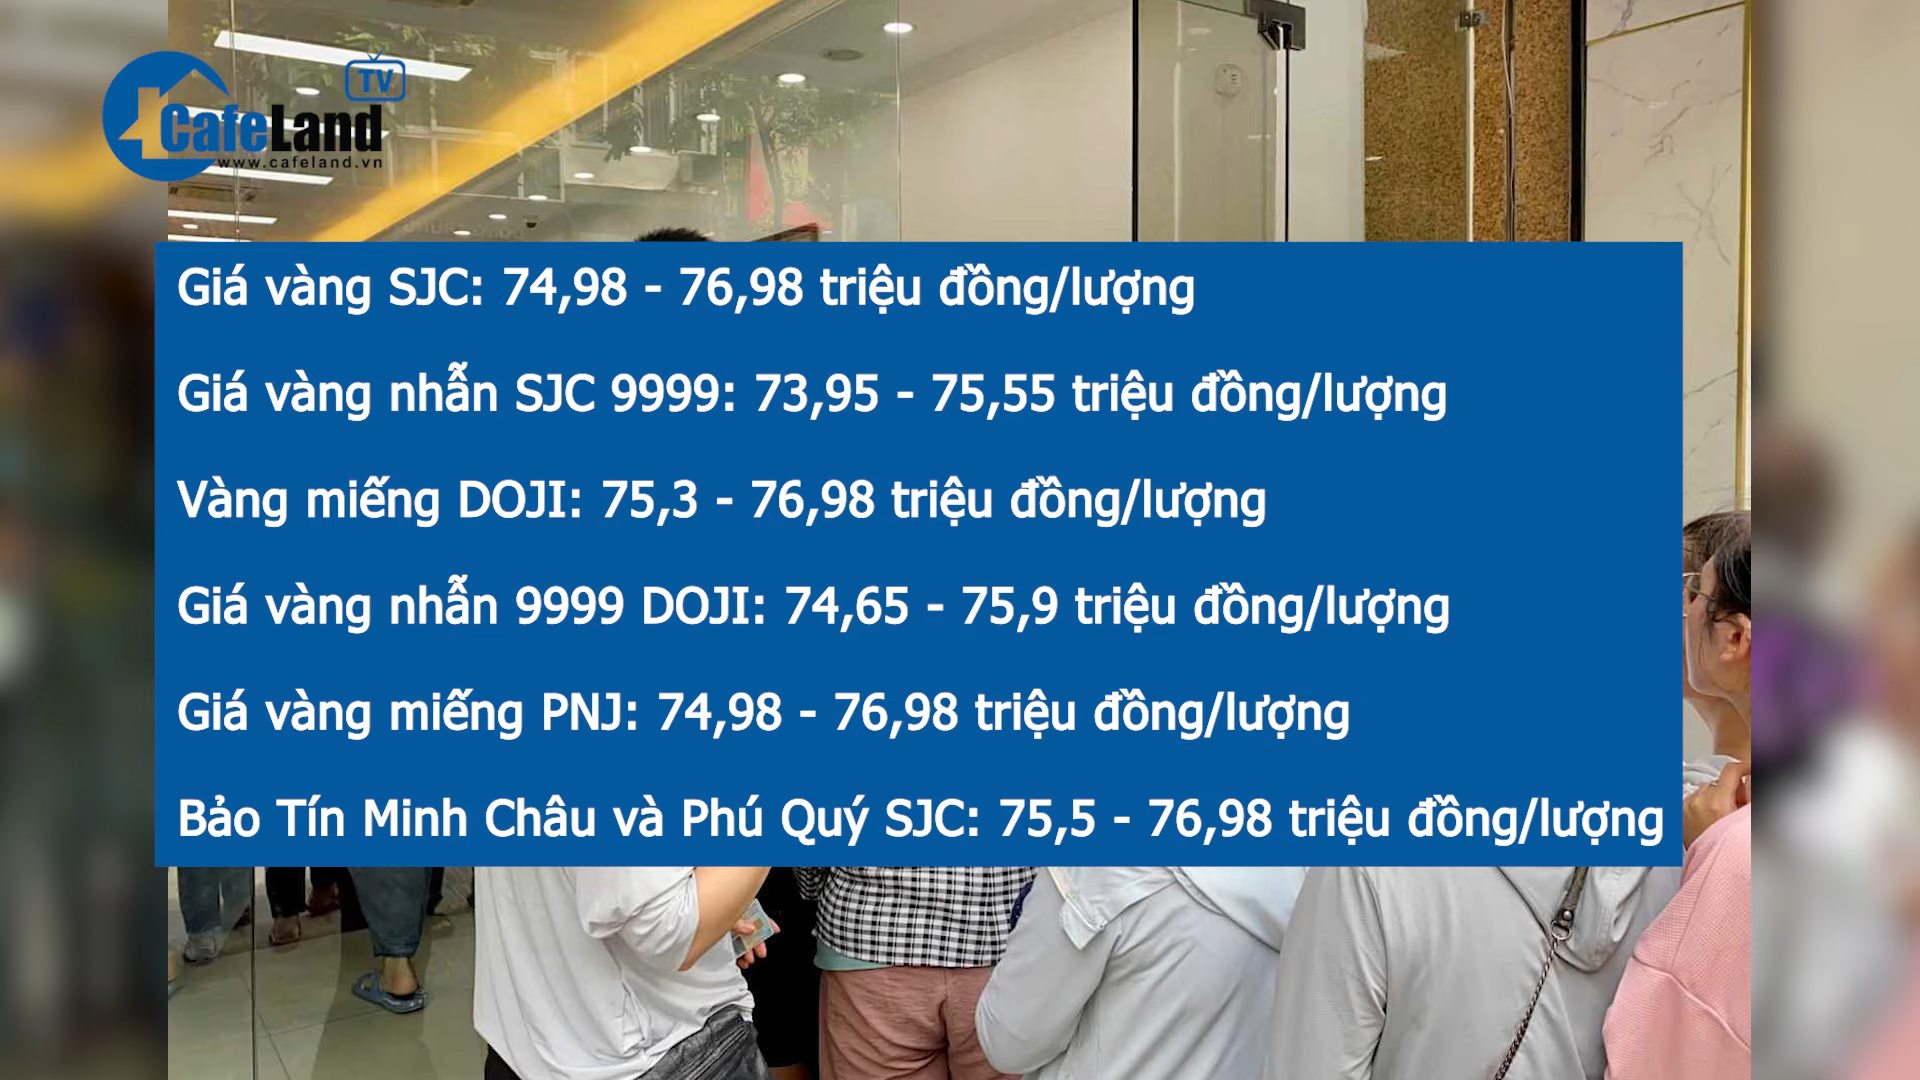 TV
CafeLand
www.cafeland.vn
Giá vàng SJC: 74,98 - 76,98 triệu đồng/lượng
Giá vàng nhẫn SJC 9999: 73,95 - 75,55 triệu đồng/lượng
Vàng miếng DOJI: 75,3 - 76,98 triệu đồng/lượng
Giá vàng nhẫn 9999 DOJI: 74,65 - 75,9 triệu đồng/lượng
Giá vàng miếng PNJ: 74,98 - 76,98 triệu đồng/lượng
Bảo Tín Minh Châu và Phú Quý SJC: 75,5 - 76,98 triệu đồng/lượng